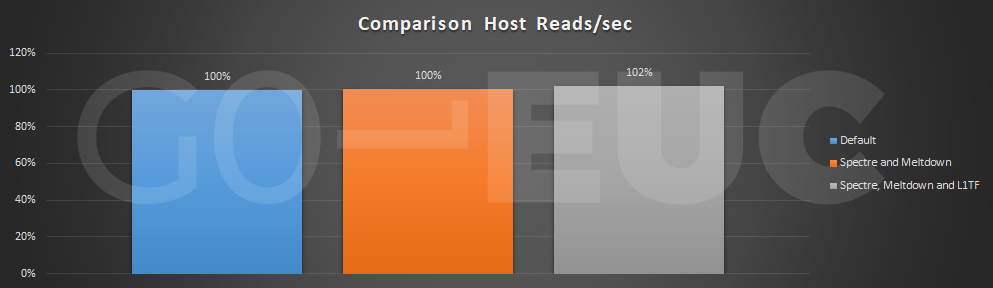 Comparison Host Reads/sec
120%
100%
80%
60%
40%
20%
0%
100%
100%
102%
GO-EUC
Default
Spectre and Meltdown
Spectre, Meltdown and L1TF